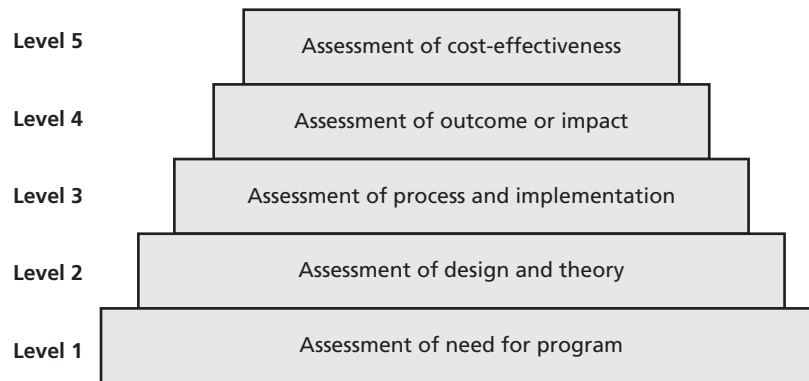 Level 5
Assessment of cost-effectiveness
Level 4
Assessment of outcome or impact
Level 3
Assessment of process and implementation
Level 2
Assessment of design and theory
Level 1
Assessment of need for program